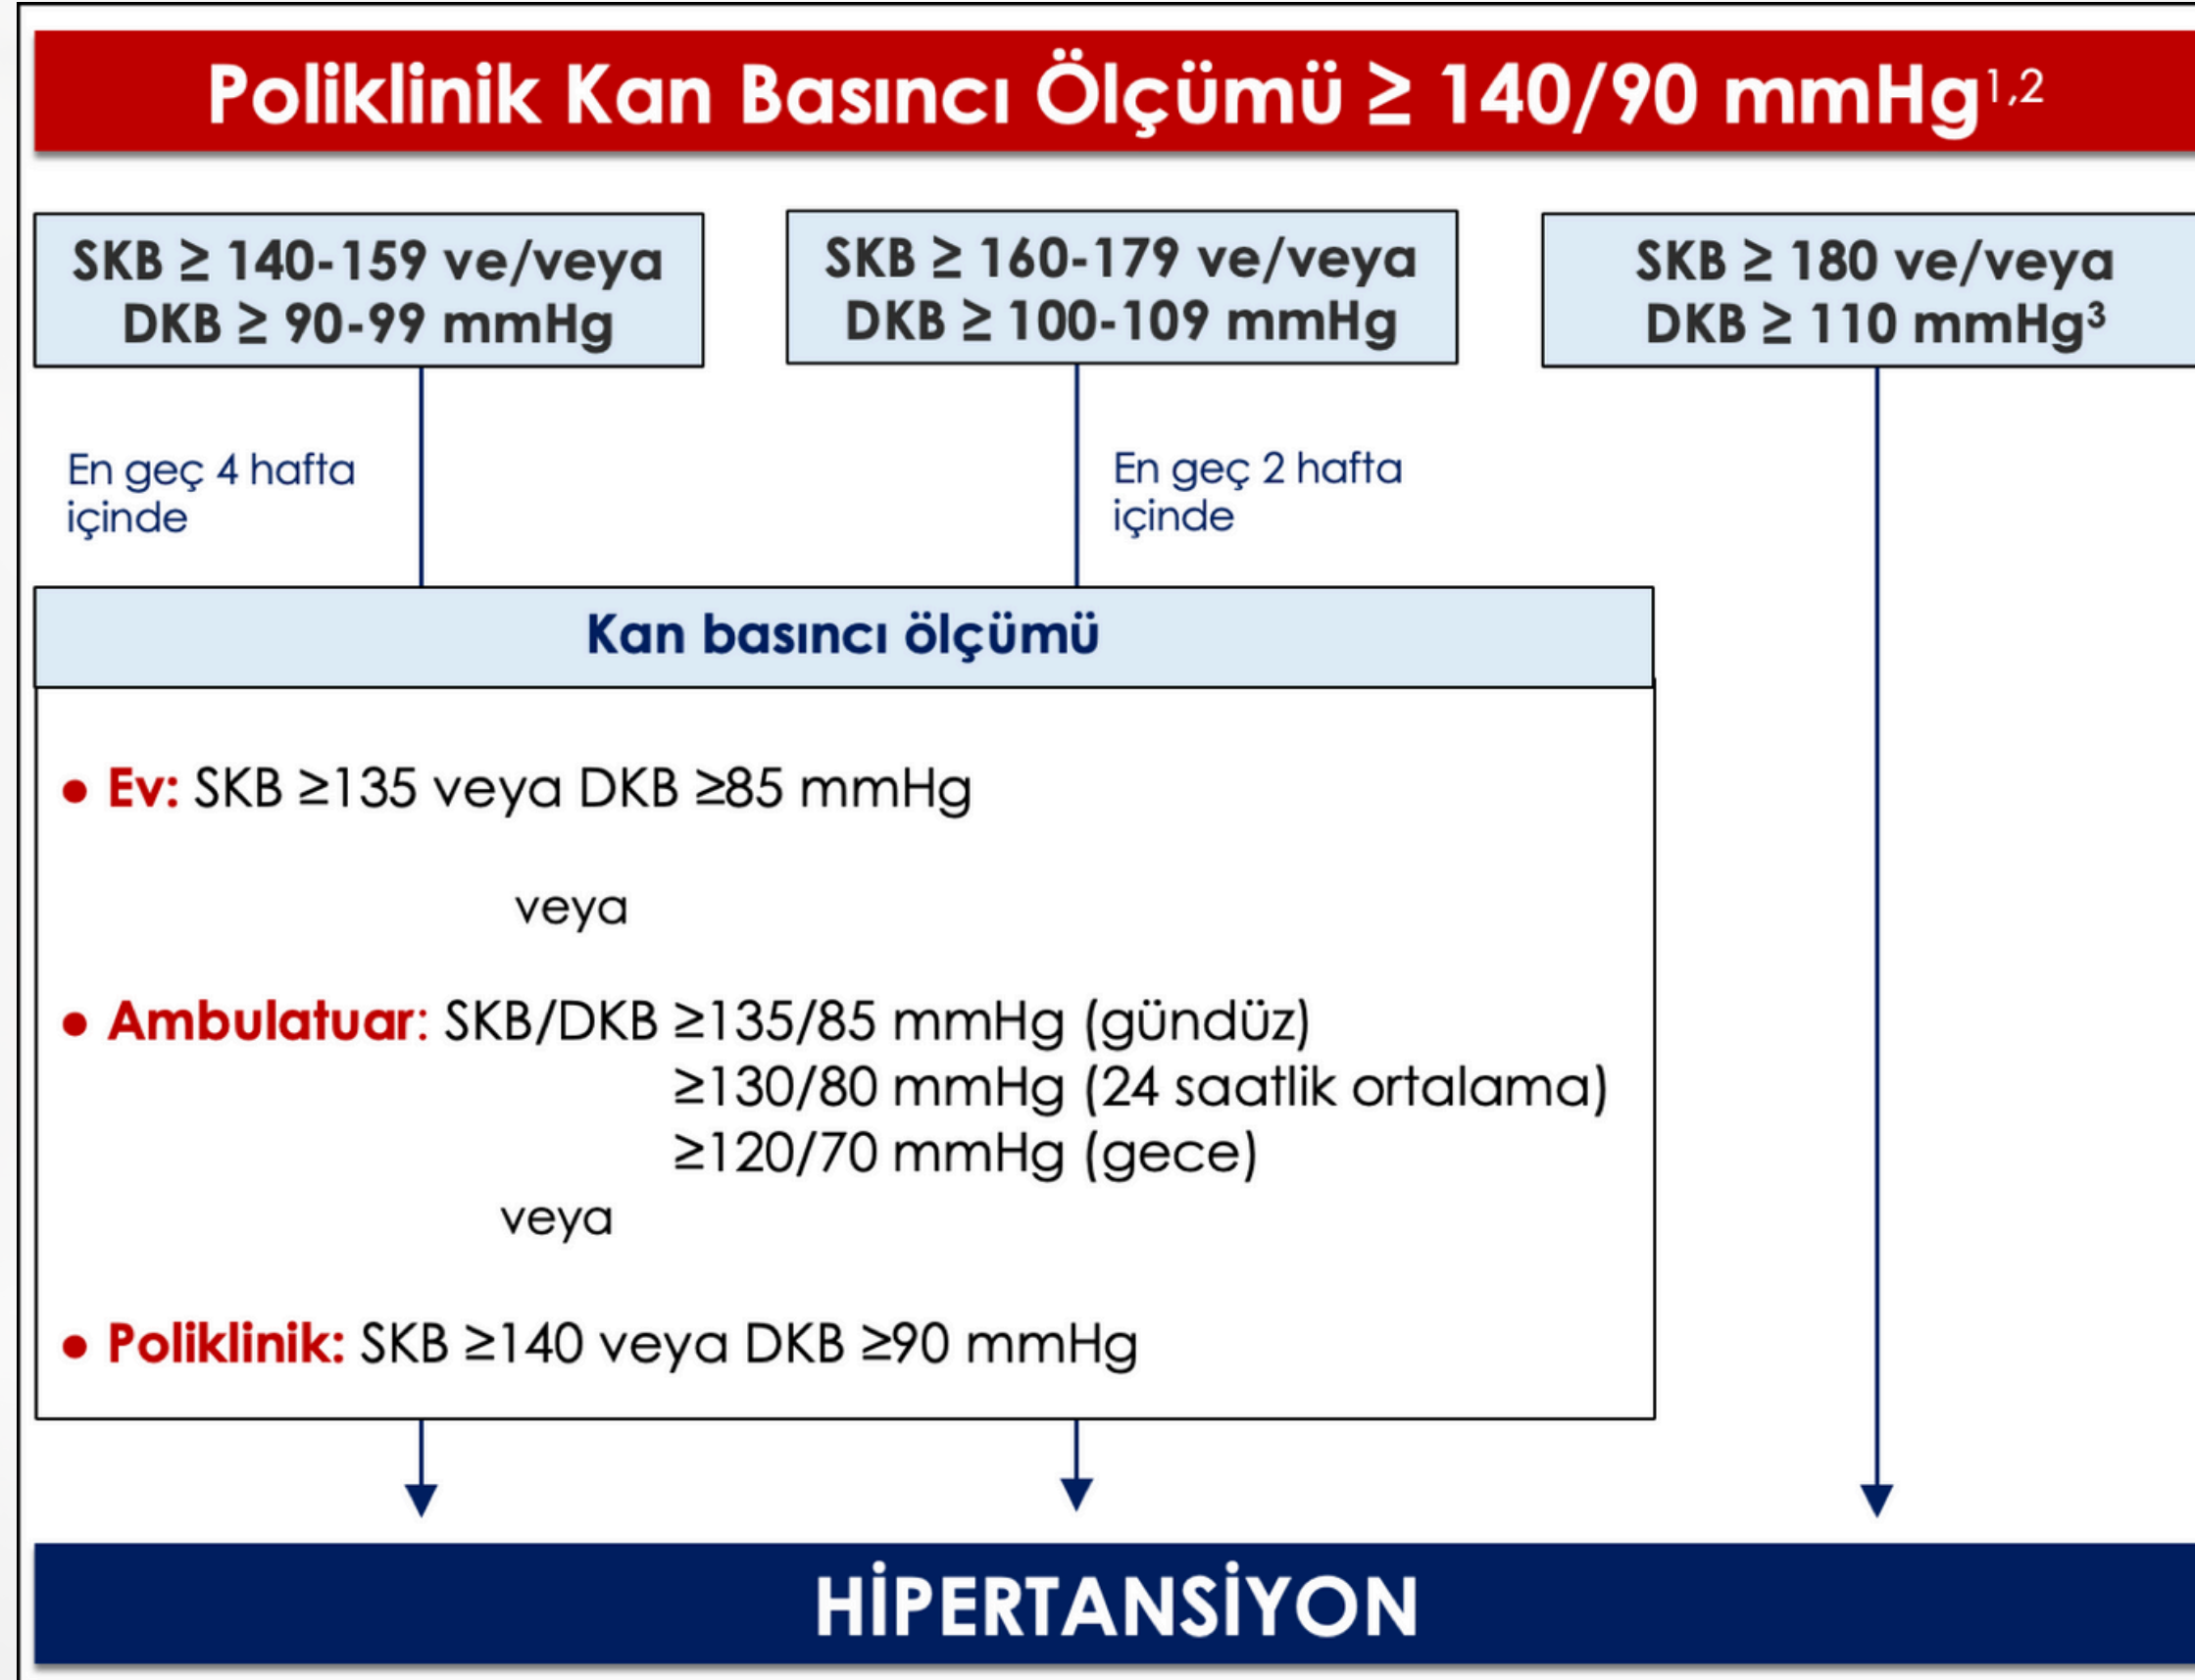 Poliklinik Kan Basıncı Ölçümü ≥ 140/90 mmHg¹,²
SKB ≥ 140-159 ve/veya
DKB ≥ 90-99 mmHg
SKB ≥ 160-179 ve/veya
DKB ≥ 100-109 mmHg
SKB ≥ 180 ve/veya
DKB ≥ 110 mmHg³
En geç 4 hafta
içinde
En geç 2 hafta
içinde
Kan basıncı ölçümü
● Ev: SKB ≥135 veya DKB ≥85 mmHg
veya
● Ambulatuar: SKB/DKB ≥135/85 mmHg (gündüz)
≥130/80 mmHg (24 saatlik ortalama)
≥120/70 mmHg (gece)
veya
● Poliklinik: SKB ≥140 veya DKB ≥90 mmHg
HİPERTANSİYON